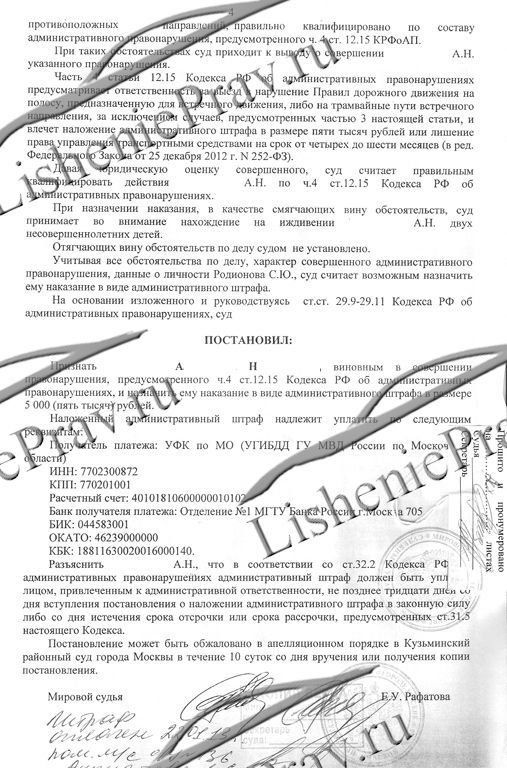 4
противоположных направлений, правильно квалифицировано по составу
административного правонарушения, предусмотренного ч. 4 ст. 12.15 КРФоАП.
При таких обстоятельствах суд приходит к выводу о совершении А.Н.
указанного правонарушения.
Часть 4 статьи 12.15 Кодекса РФ об административных правонарушениях
предусматривает ответственность за нарушение Правил дорожного движения на
полосу, предназначенную для встречного движения, либо на трамвайные пути встречного
направления, за исключением случаев, предусмотренных частью 3 настоящей статьи, и
влечет наложение административного штрафа в размере пяти тысяч рублей или лишение
права управления транспортными средствами на срок от четырех до шести месяцев (в ред.
Федерального Закона от 25 декабря 2012 г. N 252-ФЗ).
Давая юридическую оценку совершенного, суд считает правильным
квалифицировать действия А.Н. по ч.4 ст.12.15 Кодекса РФ об
административных правонарушениях.
При назначении наказания, в качестве смягчающих вину обстоятельств, суд
принимает во внимание нахождение на иждивении А.Н. двух
несовершеннолетних детей.
Отягчающих вину обстоятельств по делу судом не установлено.
Учитывая все обстоятельства по делу, характер совершенного административного
правонарушения, данные о личности Родионова С.Ю., суд считает возможным назначить
ему наказание в виде административного штрафа.
На основании изложенного и руководствуясь ст.ст. 29.9-29.11 Кодекса РФ об
административных правонарушениях, суд
ПОСТАНОВИЛ:
Признать А Н , виновным в совершении
правонарушения, предусмотренного ч.4 ст.12.15 Кодекса РФ об административных
правонарушениях, и назначить ему наказание в виде административного штрафа в размере
5 000 (пять тысяч) рублей.
Наложенный административный штраф надлежит уплатить по следующим
реквизитам:
Получатель платежа: УФК по МО (УГИБДД ГУ МВД России по Москов
области)
ИНН: 7702300872
КПП: 770201001
Расчетный счет: 40101810600000010102
Банк получателя платежа: Отделение №1 МГТУ Банка России г.Москва 705
БИК: 044583001
ОКАТО: 46239000000
КБК: 18811630020016000140.
Разъяснить А.Н., что в соответствии со ст.32.2 Кодекса РФ
административных правонарушениях административный штраф должен быть упл
лицом, привлеченным к административной ответственности, не позднее тридцати дней со
дня вступления постановления о наложении административного штрафа в законную силу
либо со дня истечения срока отсрочки или срока рассрочки, предусмотренных ст.31.5
настоящего Кодекса.
Постановление может быть обжаловано в апелляционном порядке в Кузьминский
районный суд города Москвы в течение 10 суток со дня вручения или получения копии
постановления.
Мировой судья Е.У. Рафатова
Штраф
прошито и пронумеровано
на листах
Судья
Секретарь
LisheniePrav.ru
LisheniePrav.ru
LisheniePrav.ru
LisheniePrav.ru